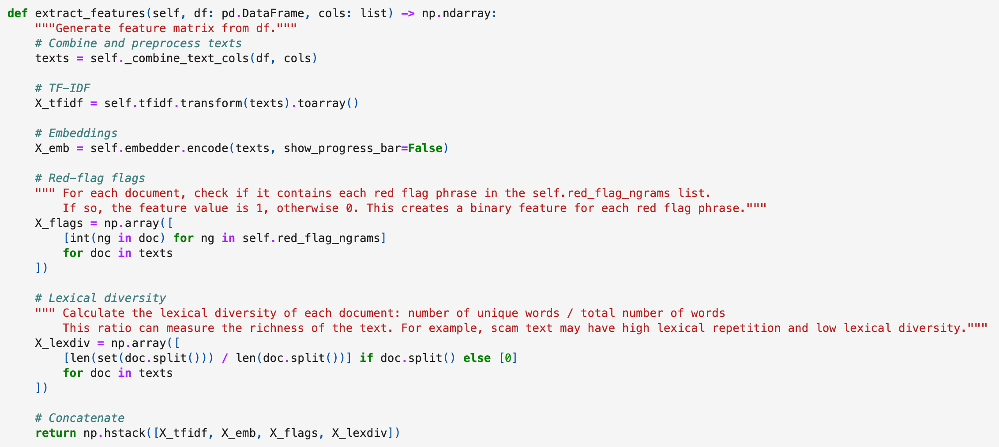 def extract_features(self, df: pd.DataFrame, cols: list) -> np.ndarray:
    """Generate feature matrix from df."""
    # Combine and preprocess texts
    texts = self._combine_text_cols(df, cols)

    # TF-IDF
    X_tfidf = self.tfidf.transform(texts).toarray()

    # Embeddings
    X_emb = self.embedder.encode(texts, show_progress_bar=False)

    # Red-flag flags
    """ For each document, check if it contains each red flag phrase in the self.red_flag_ngrams list.
        If so, the feature value is 1, otherwise 0. This creates a binary feature for each red flag phrase."""
    X_flags = np.array([
        [int(ng in doc) for ng in self.red_flag_ngrams]
        for doc in texts
    ])

    # Lexical diversity
    """ Calculate the lexical diversity of each document: number of unique words / total number of words
        This ratio can measure the richness of the text. For example, scam text may have high lexical repetition and low lexical diversity."""
    X_lexdiv = np.array([
        [len(set(doc.split())) / len(doc.split())] if doc.split() else [0]
        for doc in texts
    ])

    # Concatenate
    return np.hstack([X_tfidf, X_emb, X_flags, X_lexdiv])